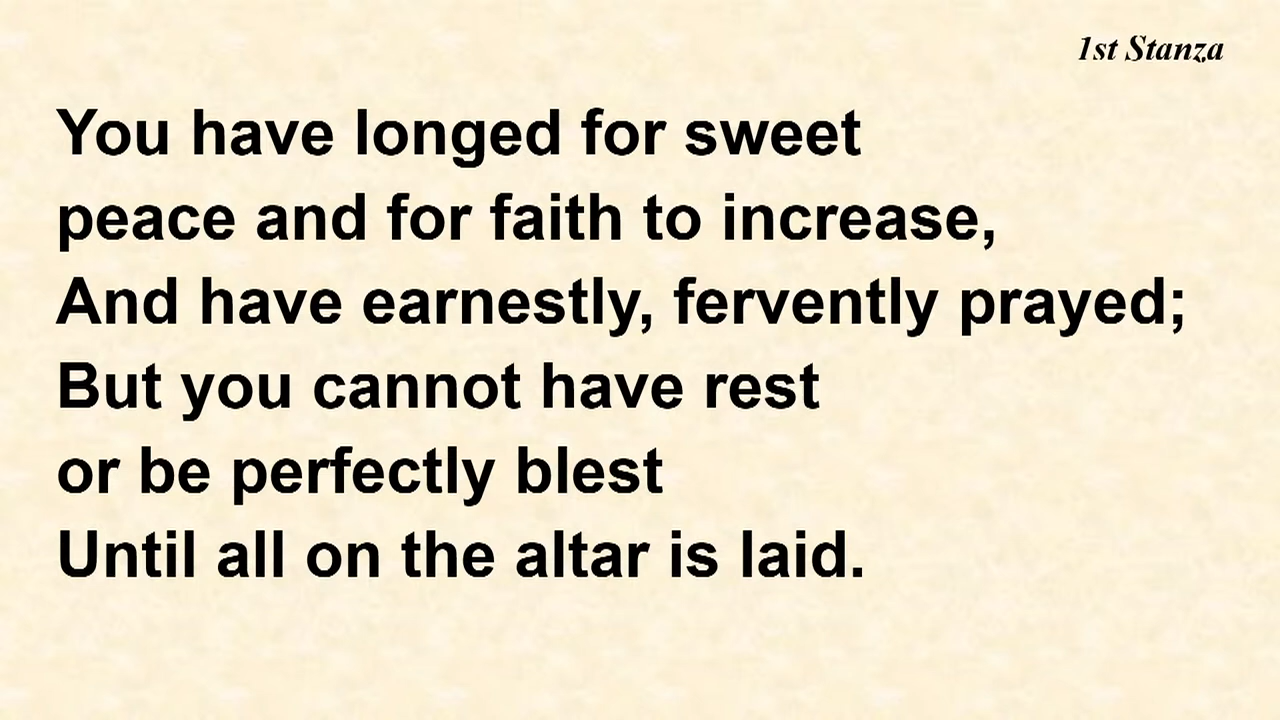 1st Stanza
You have longed for sweet
peace and for faith to increase,
And have earnestly, fervently prayed;
But you cannot have rest
or be perfectly blest
Until all on the altar is laid.